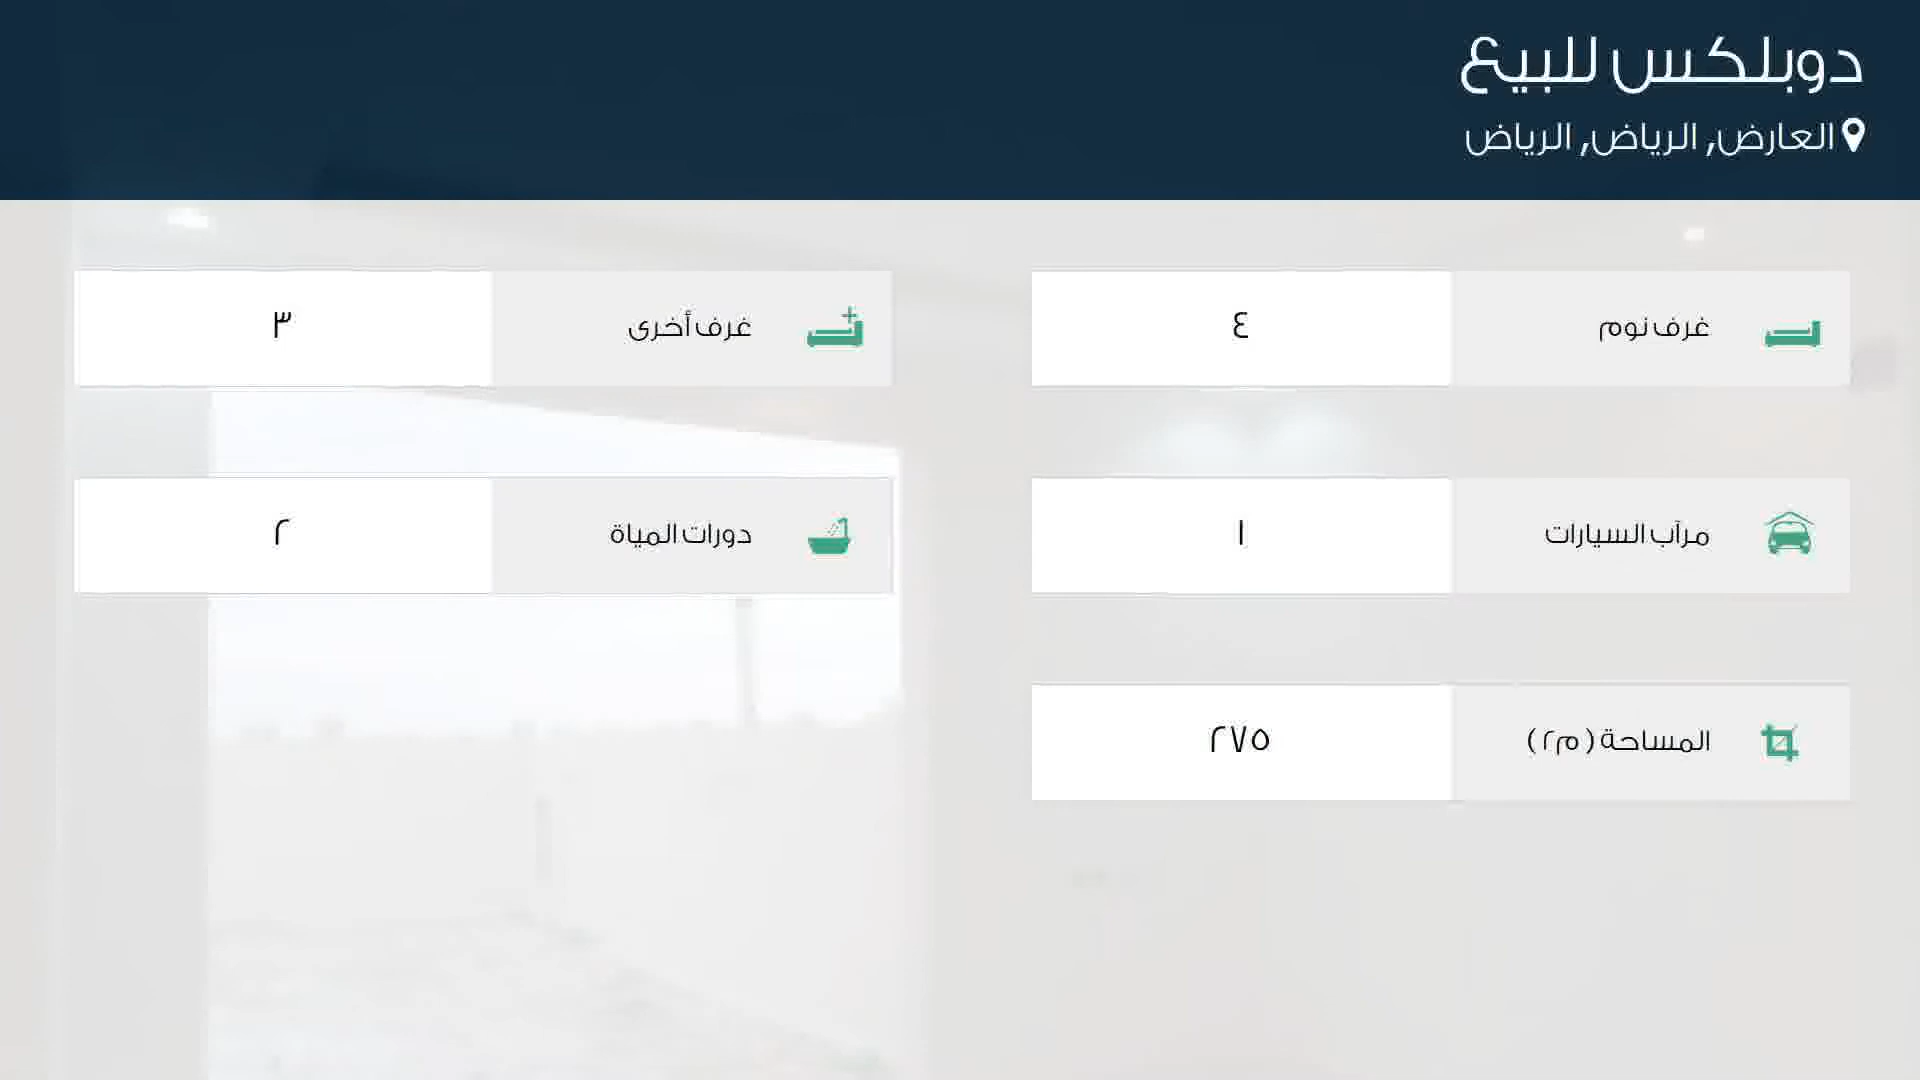 دوبلكس للبيع
العارض, الرياض, الرياض
غرف نوم
٤
غرف أخرى
٣
مرآب السيارات
١
دورات المياة
٢
المساحة ( م٢ )
٢٧٥